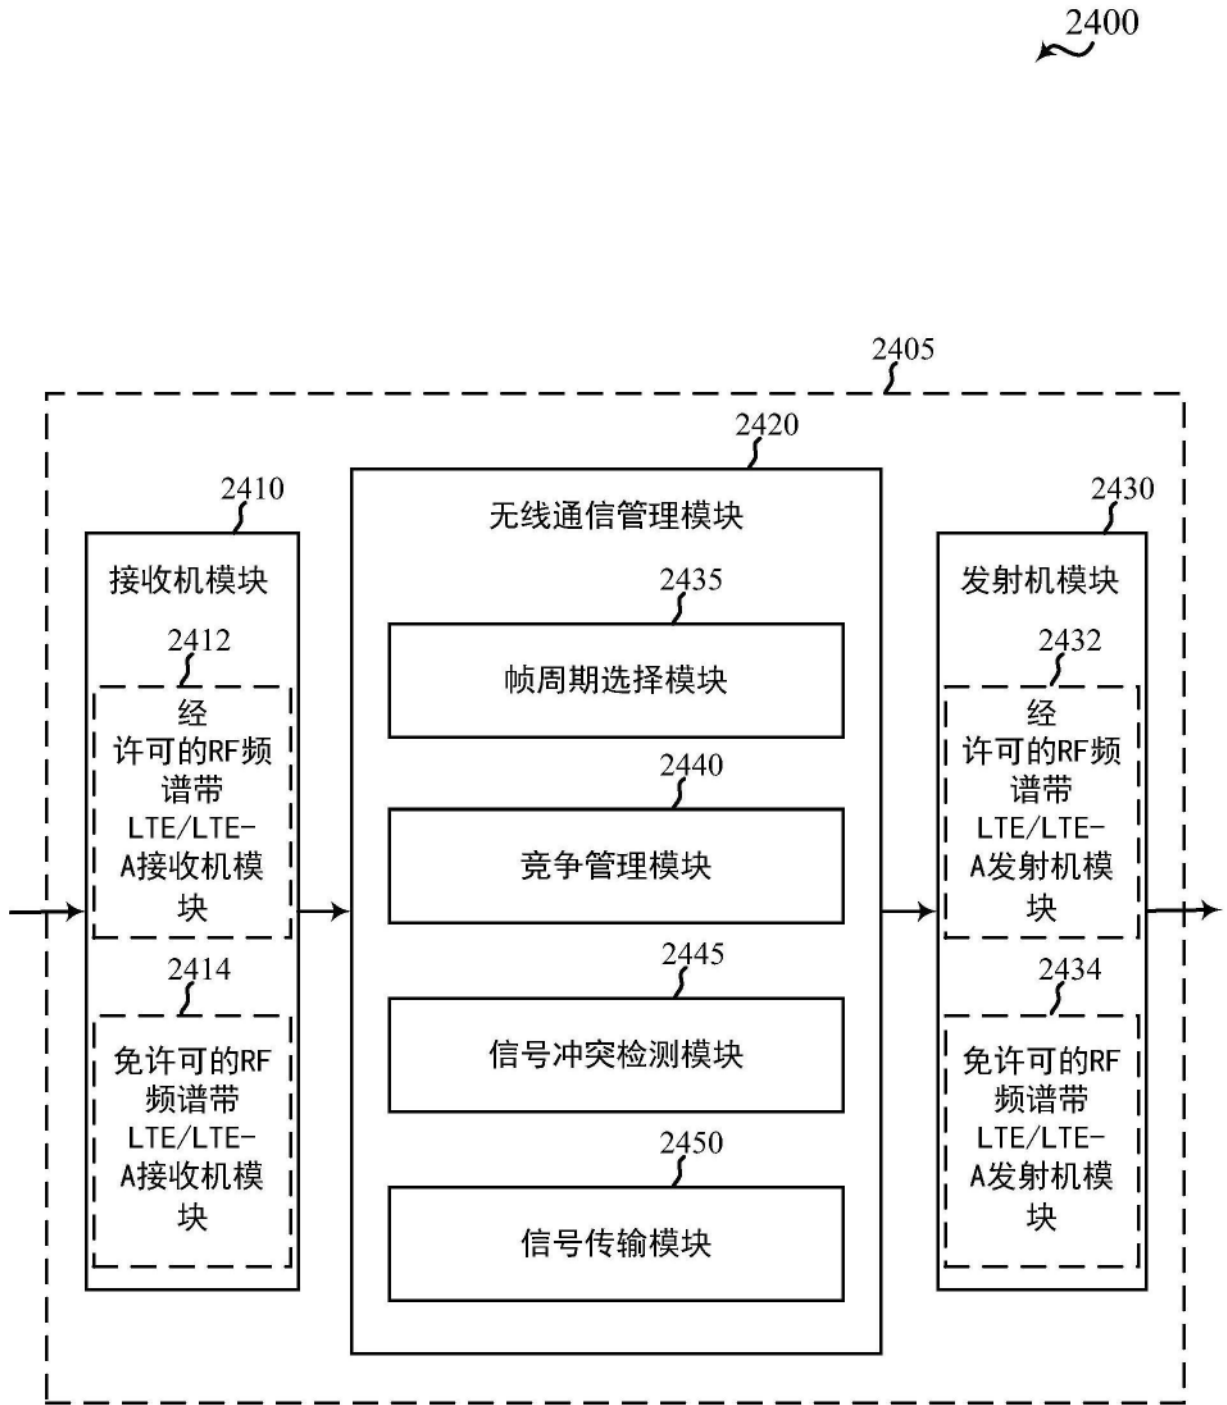 2400
2405
2420
2410
2430
无线通信管理模块
接收机模块
发射机模块
2435
2412
2432
帧周期选择模块
经
许可的RF频
谱带
LTE/LTE-
A接收机模
块
经
许可的RF频
谱带
LTE/LTE-
A发射机模
块
2440
竞争管理模块
2445
2414
2434
信号冲突检测模块
免许可的RF
频谱带
LTE/LTE-
A接收机模
块
免许可的RF
频谱带
LTE/LTE-
A发射机模
块
2450
信号传输模块